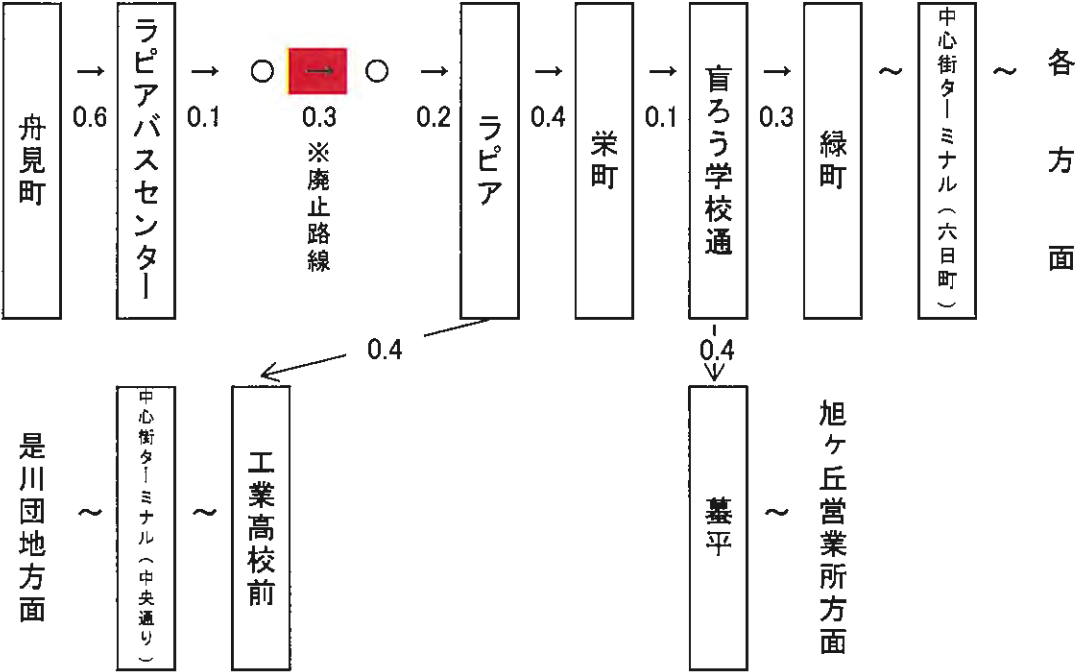 舟見町
→
0.6
ラピアバスセンター
→
0.1
○
→
0.3
※廃止路線
○
→
0.2
ラピア
→
0.4
栄町
→
0.1
盲ろう学校通
→
0.3
緑町
～
中心街ターミナル（六日町）
～
各方面
0.4
0.4
是川団地方面
～
中心街ターミナル（中央通り）
～
工業高校前
墓平
～
旭ヶ丘営業所方面